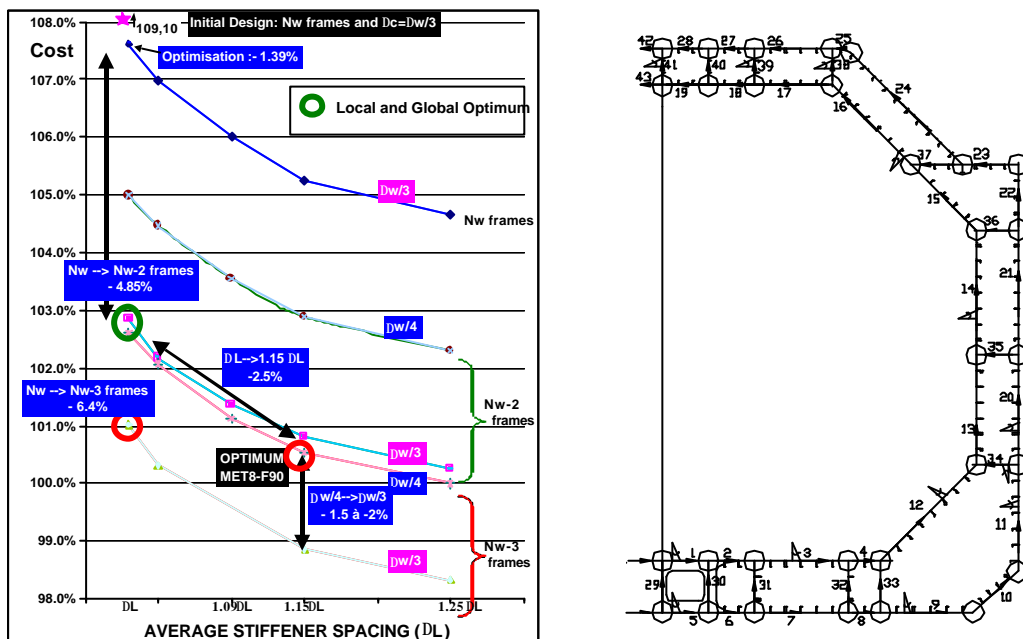 108.0%
109,10
Initial Design: Nw frames and Dc=Dw/3
Cost
Optimisation :- 1.39%
107.0%
Local and Global Optimum
106.0%
105.0%
Dw/3
Nw frames
104.0%
Nw --> Nw-2 frames
- 4.85%
103.0%
Dw/4
102.0%
DL-->1.15 DL
-2.5%
Nw-2
frames
Nw --> Nw-3 frames
- 6.4%
101.0%
OPTIMUM
MET8-F90
Dw/3
Dw/4
100.0%
Dw/4-->Dw/3
- 1.5 à -2%
Nw-3
frames
99.0%
Dw/3
98.0%
DL
1.09DL
1.15DL
1.25 DL
AVERAGE STIFFENER SPACING (DL)
42
28
27
26
25
41
40
39
38
24
43
19
18
17
16
37
23
22
15
36
21
14
35
20
13
34
12
11
1
2
3
4
29
30
31
32
33
10
5
6
7
8
9